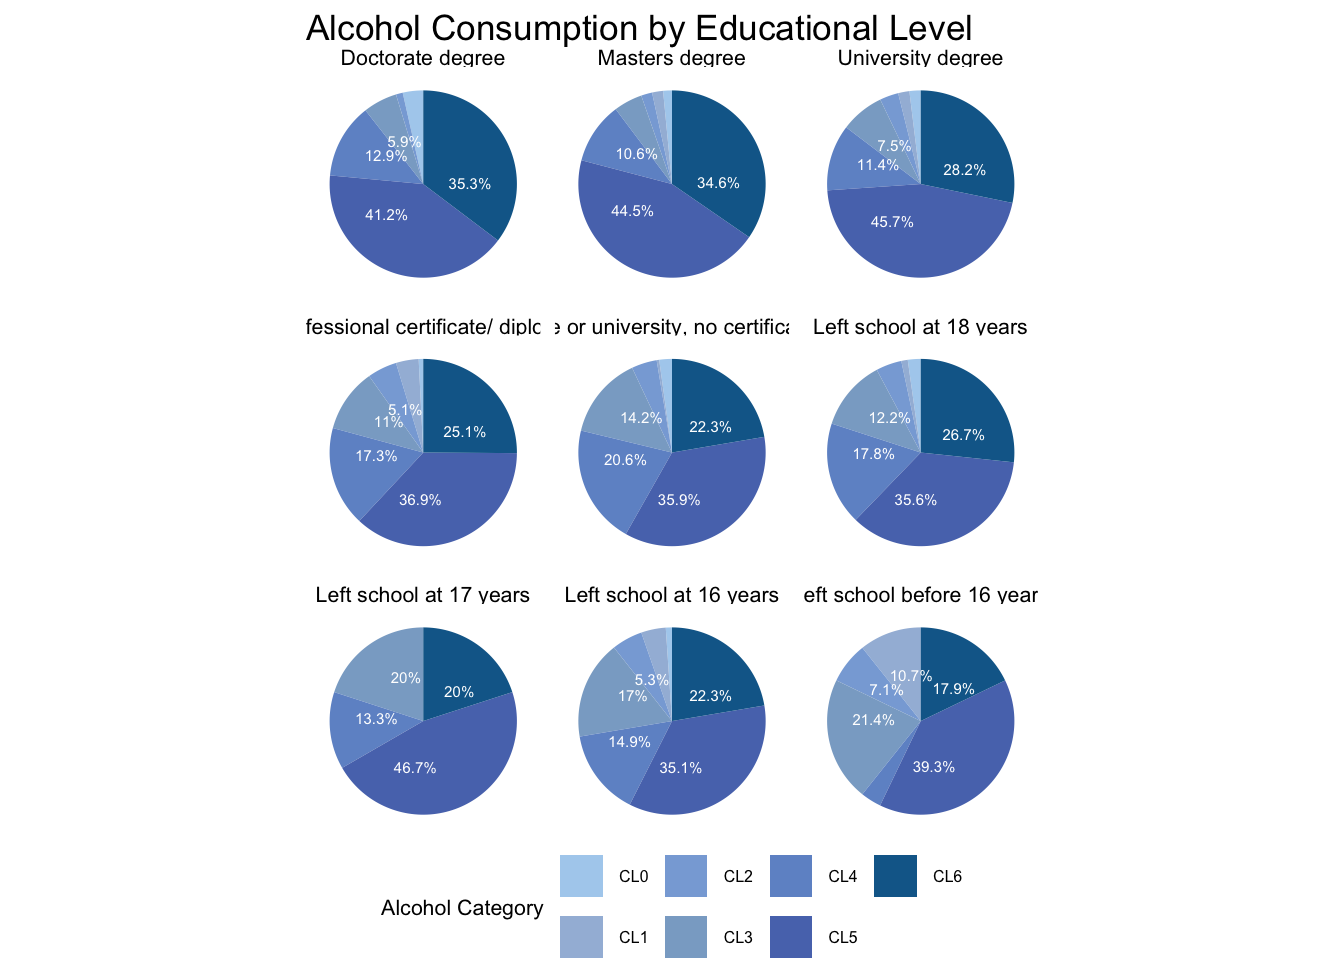 Alcohol Consumption by Educational Level
Doctorate degree
Masters degree
University degree
5.9%
12.9%
35.3%
41.2%
10.6%
34.6%
44.5%
7.5%
11.4%
28.2%
45.7%
fessional certificate/ diplo
e or university, no certifica
Left school at 18 years
5.1%
11%
25.1%
17.3%
36.9%
14.2%
22.3%
20.6%
35.9%
12.2%
26.7%
17.8%
35.6%
Left school at 17 years
Left school at 16 years
eft school before 16 year
20%
20%
13.3%
46.7%
5.3%
17%
22.3%
14.9%
35.1%
10.7%
7.1%
17.9%
21.4%
39.3%
Alcohol Category
CL0
CL2
CL4
CL6
CL1
CL3
CL5